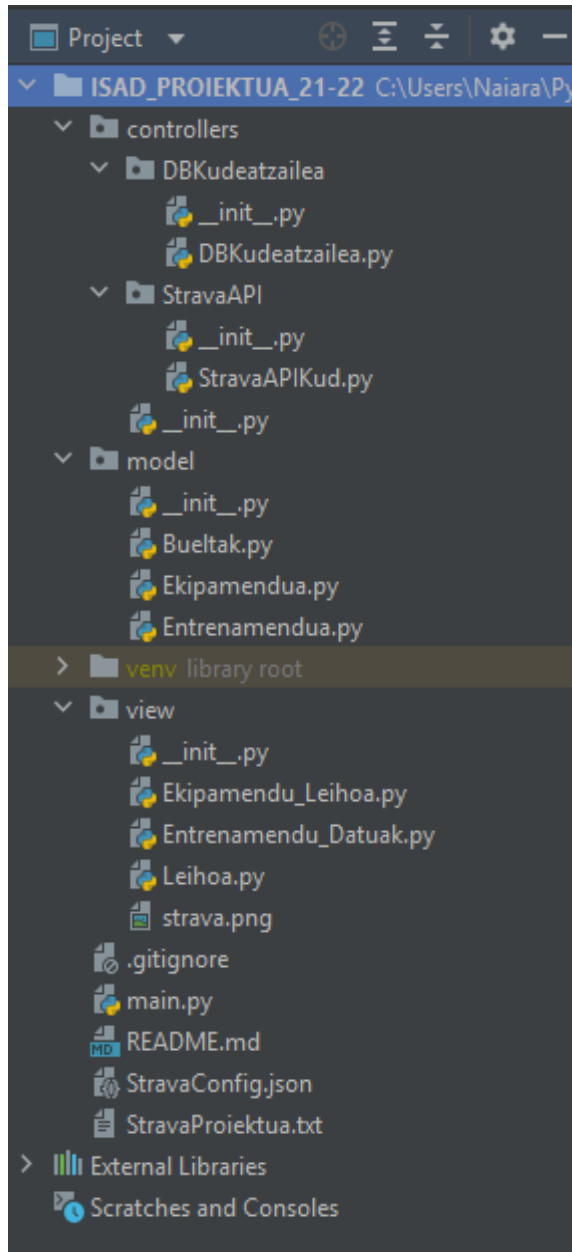 Project
ISAD_PROIEKTUA_21-22 C:\Users\Naiara\Py
controllers
DBKudeatzailea
__init__.py
DBKudeatzailea.py
StravaAPI
__init__.py
StravaAPIKud.py
__init__.py
model
__init__.py
Bueltak.py
Ekipamendua.py
Entrenamendua.py
venv library root
view
__init__.py
Ekipamendu_Leihoa.py
Entrenamendu_Datuak.py
Leihoa.py
strava.png
.gitignore
main.py
MD README.md
StravaConfig.json
StravaProiektua.txt
External Libraries
Scratches and Consoles